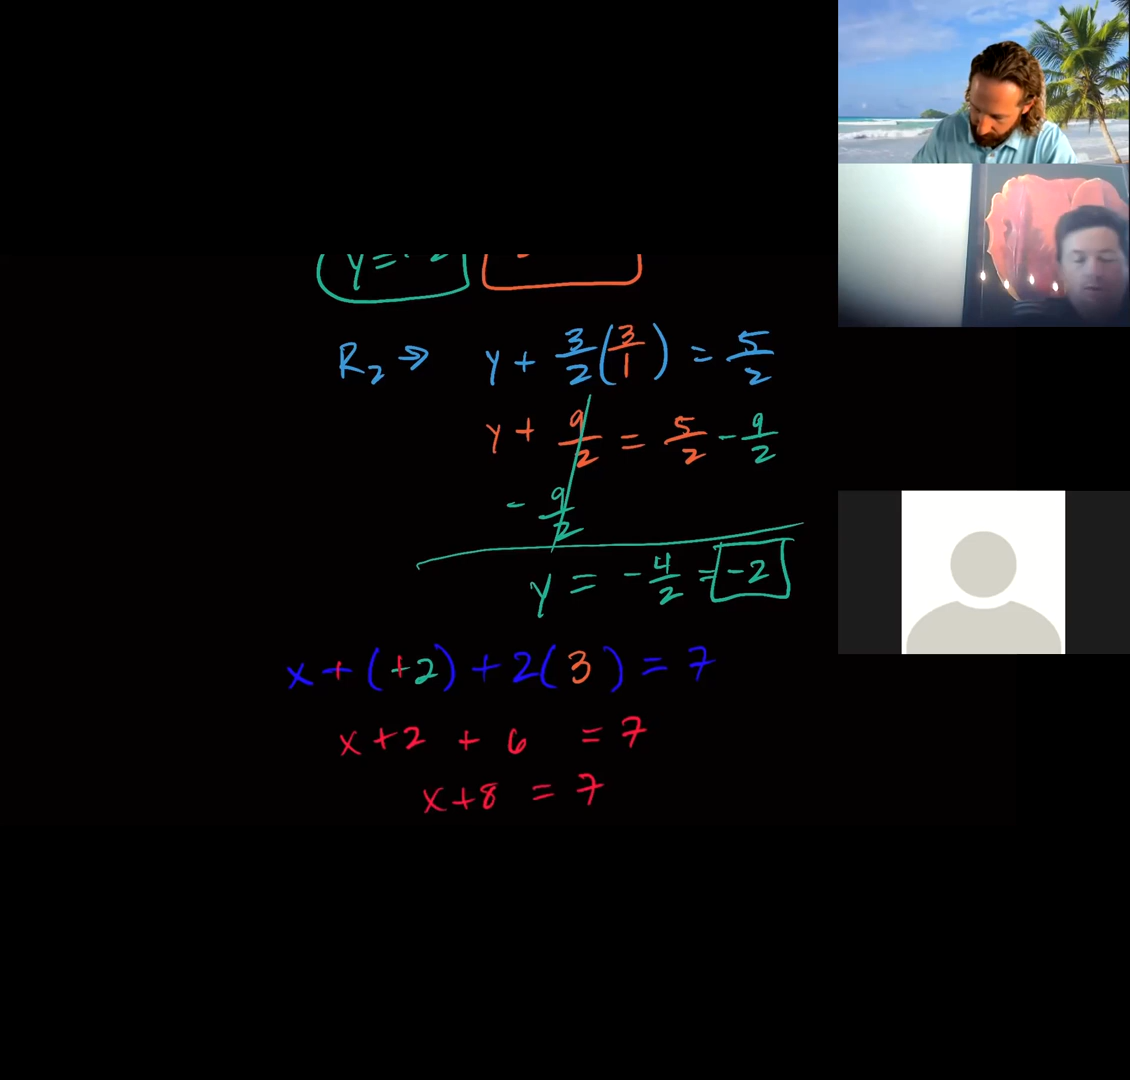 R₂ → y + 3/2 (3/1) = 5/2
y + 9/2 = 5/2 - 9/2
- 9/2
y = -4/2 = -2
x + (+2) + 2(3) = 7
x + 2 + 6 = 7
x + 8 = 7